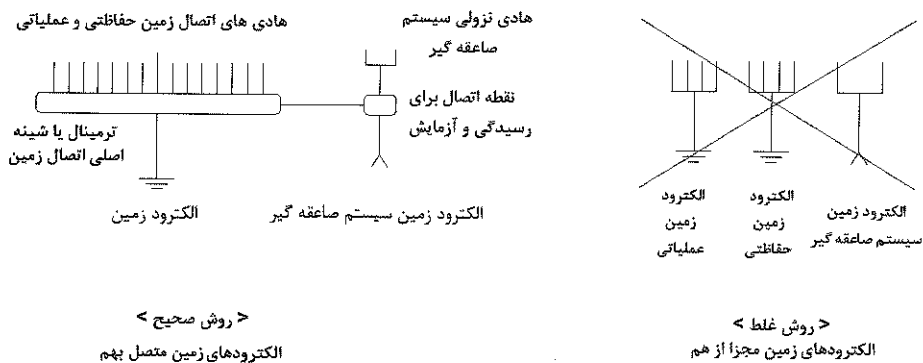 هادی های اتصال زمین حفاظتی و عملیاتی
هادی نزولی سیستم
صاعقه گیر
نقطه اتصال برای
رسیدگی و آزمایش
ترمینال یا شینه
اصلی اتصال زمین
الکترود زمین
الکترود زمین سیستم صاعقه گیر
< روش صحیح >
الکترودهای زمین متصل بهم
الکترود
زمین
عملیاتی
الکترود
زمین
حفاظتی
الکترود زمین
سیستم صاعقه گیر
< روش غلط >
الکترودهای زمین مجزا از هم